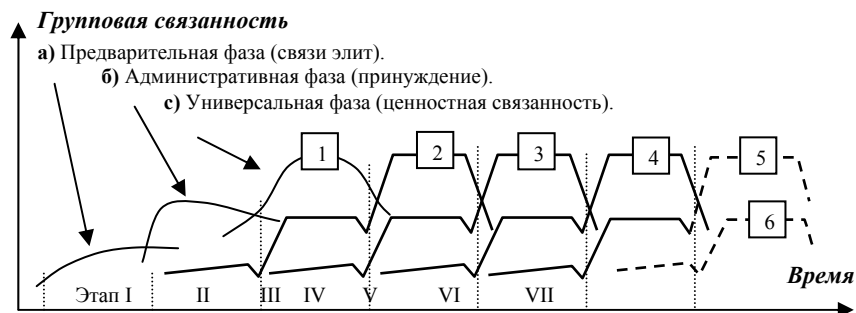 Групповая связанность
а) Предварительная фаза (связи элит).
б) Административная фаза (принуждение).
с) Универсальная фаза (ценностная связанность).
1 2 3 4 5
6
Время
Этап I II III IV V VI VII